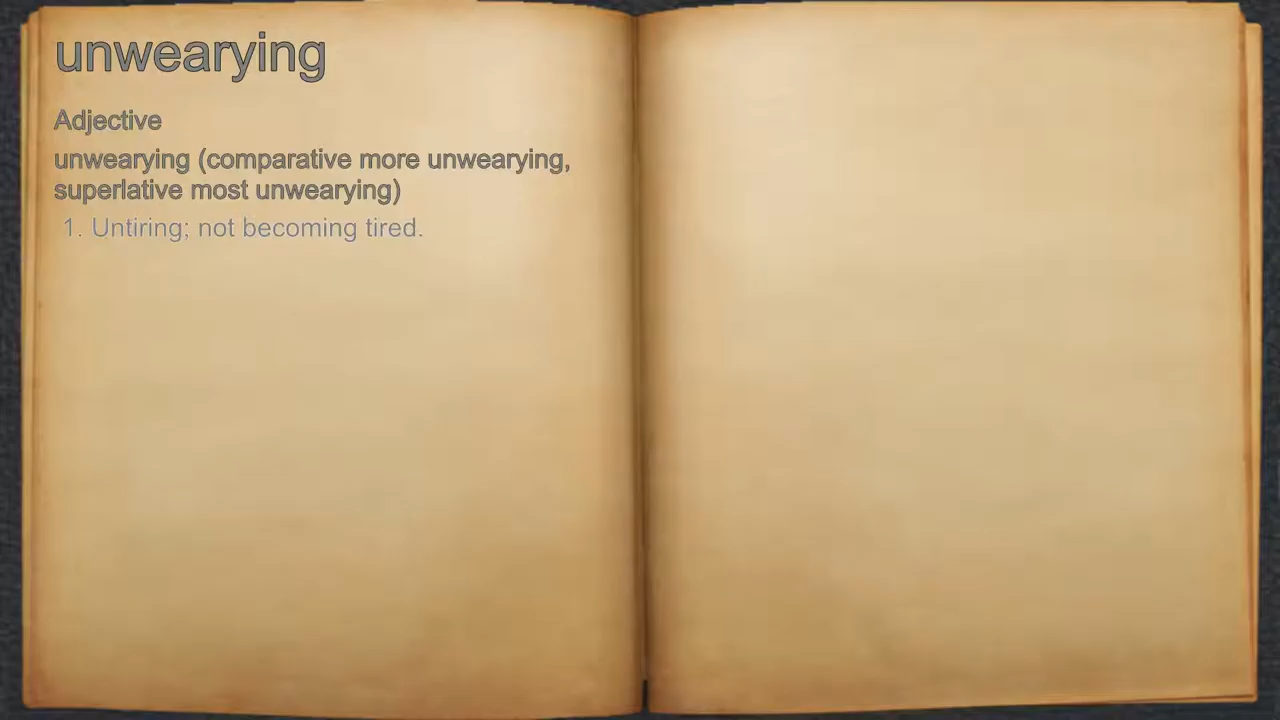 unwearying
Adjective
unwearying (comparative more unwearying,
superlative most unwearying)
1. Untiring; not becoming tired.